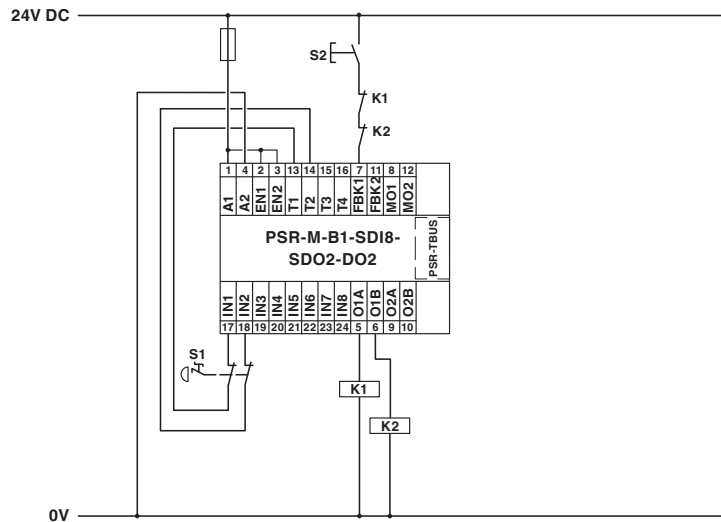 24V DC
S2
K1
K2
1 4 2 3 13 14 15 16 7 11 8 12
A1 A2 EN1 EN2 T1 T2 T3 T4 FBK1 FBK2 MO1 MO2
PSR-M-B1-SDI8-
SDO2-DO2
PSR-TBUS
IN1 IN2 IN3 IN4 IN5 IN6 IN7 IN8 O1A O1B O2A O2B
17 18 19 20 21 22 23 24 5 6 9 10
S1
K1
K2
0V